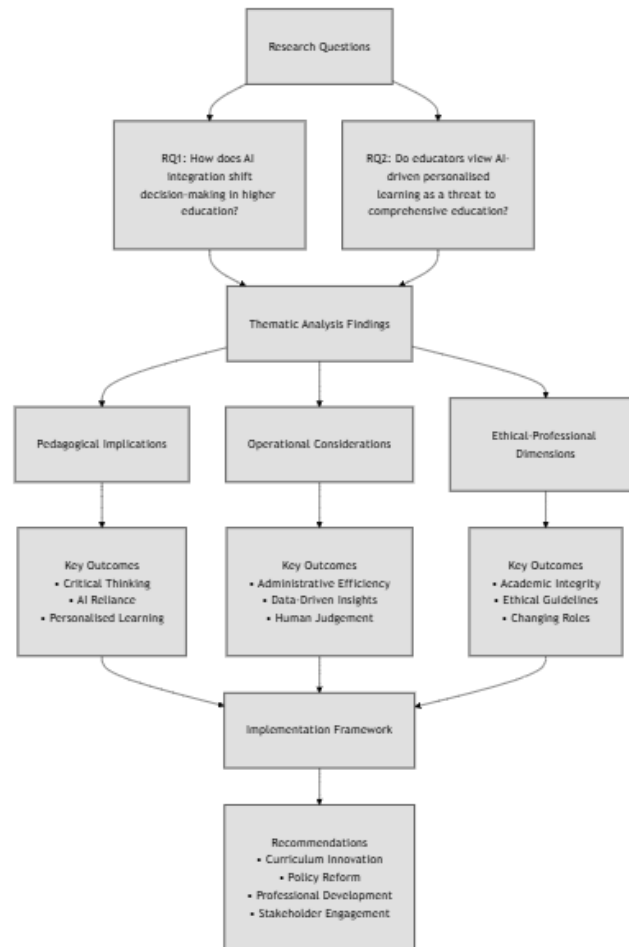 Research Questions
RQ1: How does AI
integration shift
decision-making in higher
education?
RQ2: Do educators view AI-
driven personalised
learning as a threat to
comprehensive education?
Thematic Analysis Findings
Pedagogical Implications
Operational Considerations
Ethical-Professional
Dimensions
Key Outcomes
▪ Critical Thinking
▪ AI Reliance
▪ Personalised Learning
Key Outcomes
▪ Administrative Efficiency
▪ Data-Driven Insights
▪ Human Judgement
Key Outcomes
▪ Academic Integrity
▪ Ethical Guidelines
▪ Changing Roles
Implementation Framework
Recommendations
▪ Curriculum Innovation
▪ Policy Reform
▪ Professional Development
▪ Stakeholder Engagement